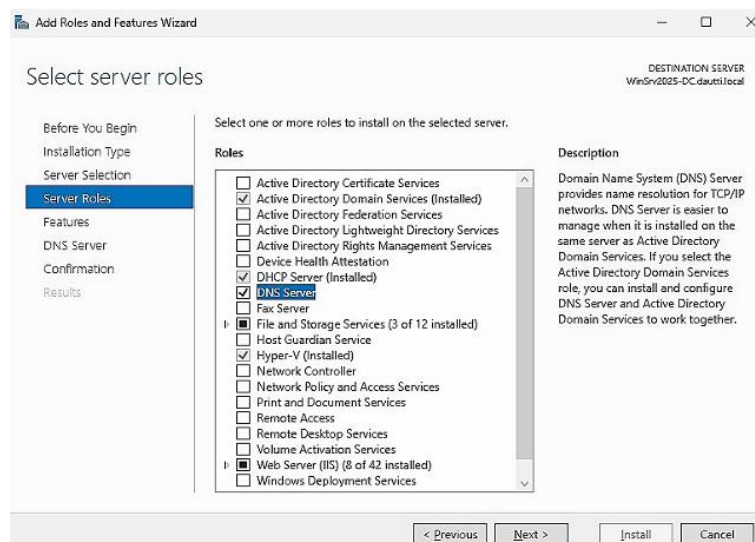 Add Roles and Features Wizard
Select server roles
DESTINATION SERVER
WinSrv2025-DC.dautti.local
Before You Begin
Installation Type
Server Selection
Server Roles
Features
DNS Server
Confirmation
Results
Select one or more roles to install on the selected server.
Roles
Active Directory Certificate Services
Active Directory Domain Services (Installed)
Active Directory Federation Services
Active Directory Lightweight Directory Services
Active Directory Rights Management Services
Device Health Attestation
DHCP Server (Installed)
DNS Server
Fax Server
File and Storage Services (3 of 12 installed)
Host Guardian Service
Hyper-V (Installed)
Network Controller
Network Policy and Access Services
Print and Document Services
Remote Access
Remote Desktop Services
Volume Activation Services
Web Server (IIS) (8 of 42 installed)
Windows Deployment Services
Description
Domain Name System (DNS) Server
provides name resolution for TCP/IP
networks. DNS Server is easier to
manage when it is installed on the
same server as Active Directory
Domain Services. If you select the
Active Directory Domain Services
role, you can install and configure
DNS Server and Active Directory
Domain Services to work together.
< Previous
Next >
Install
Cancel